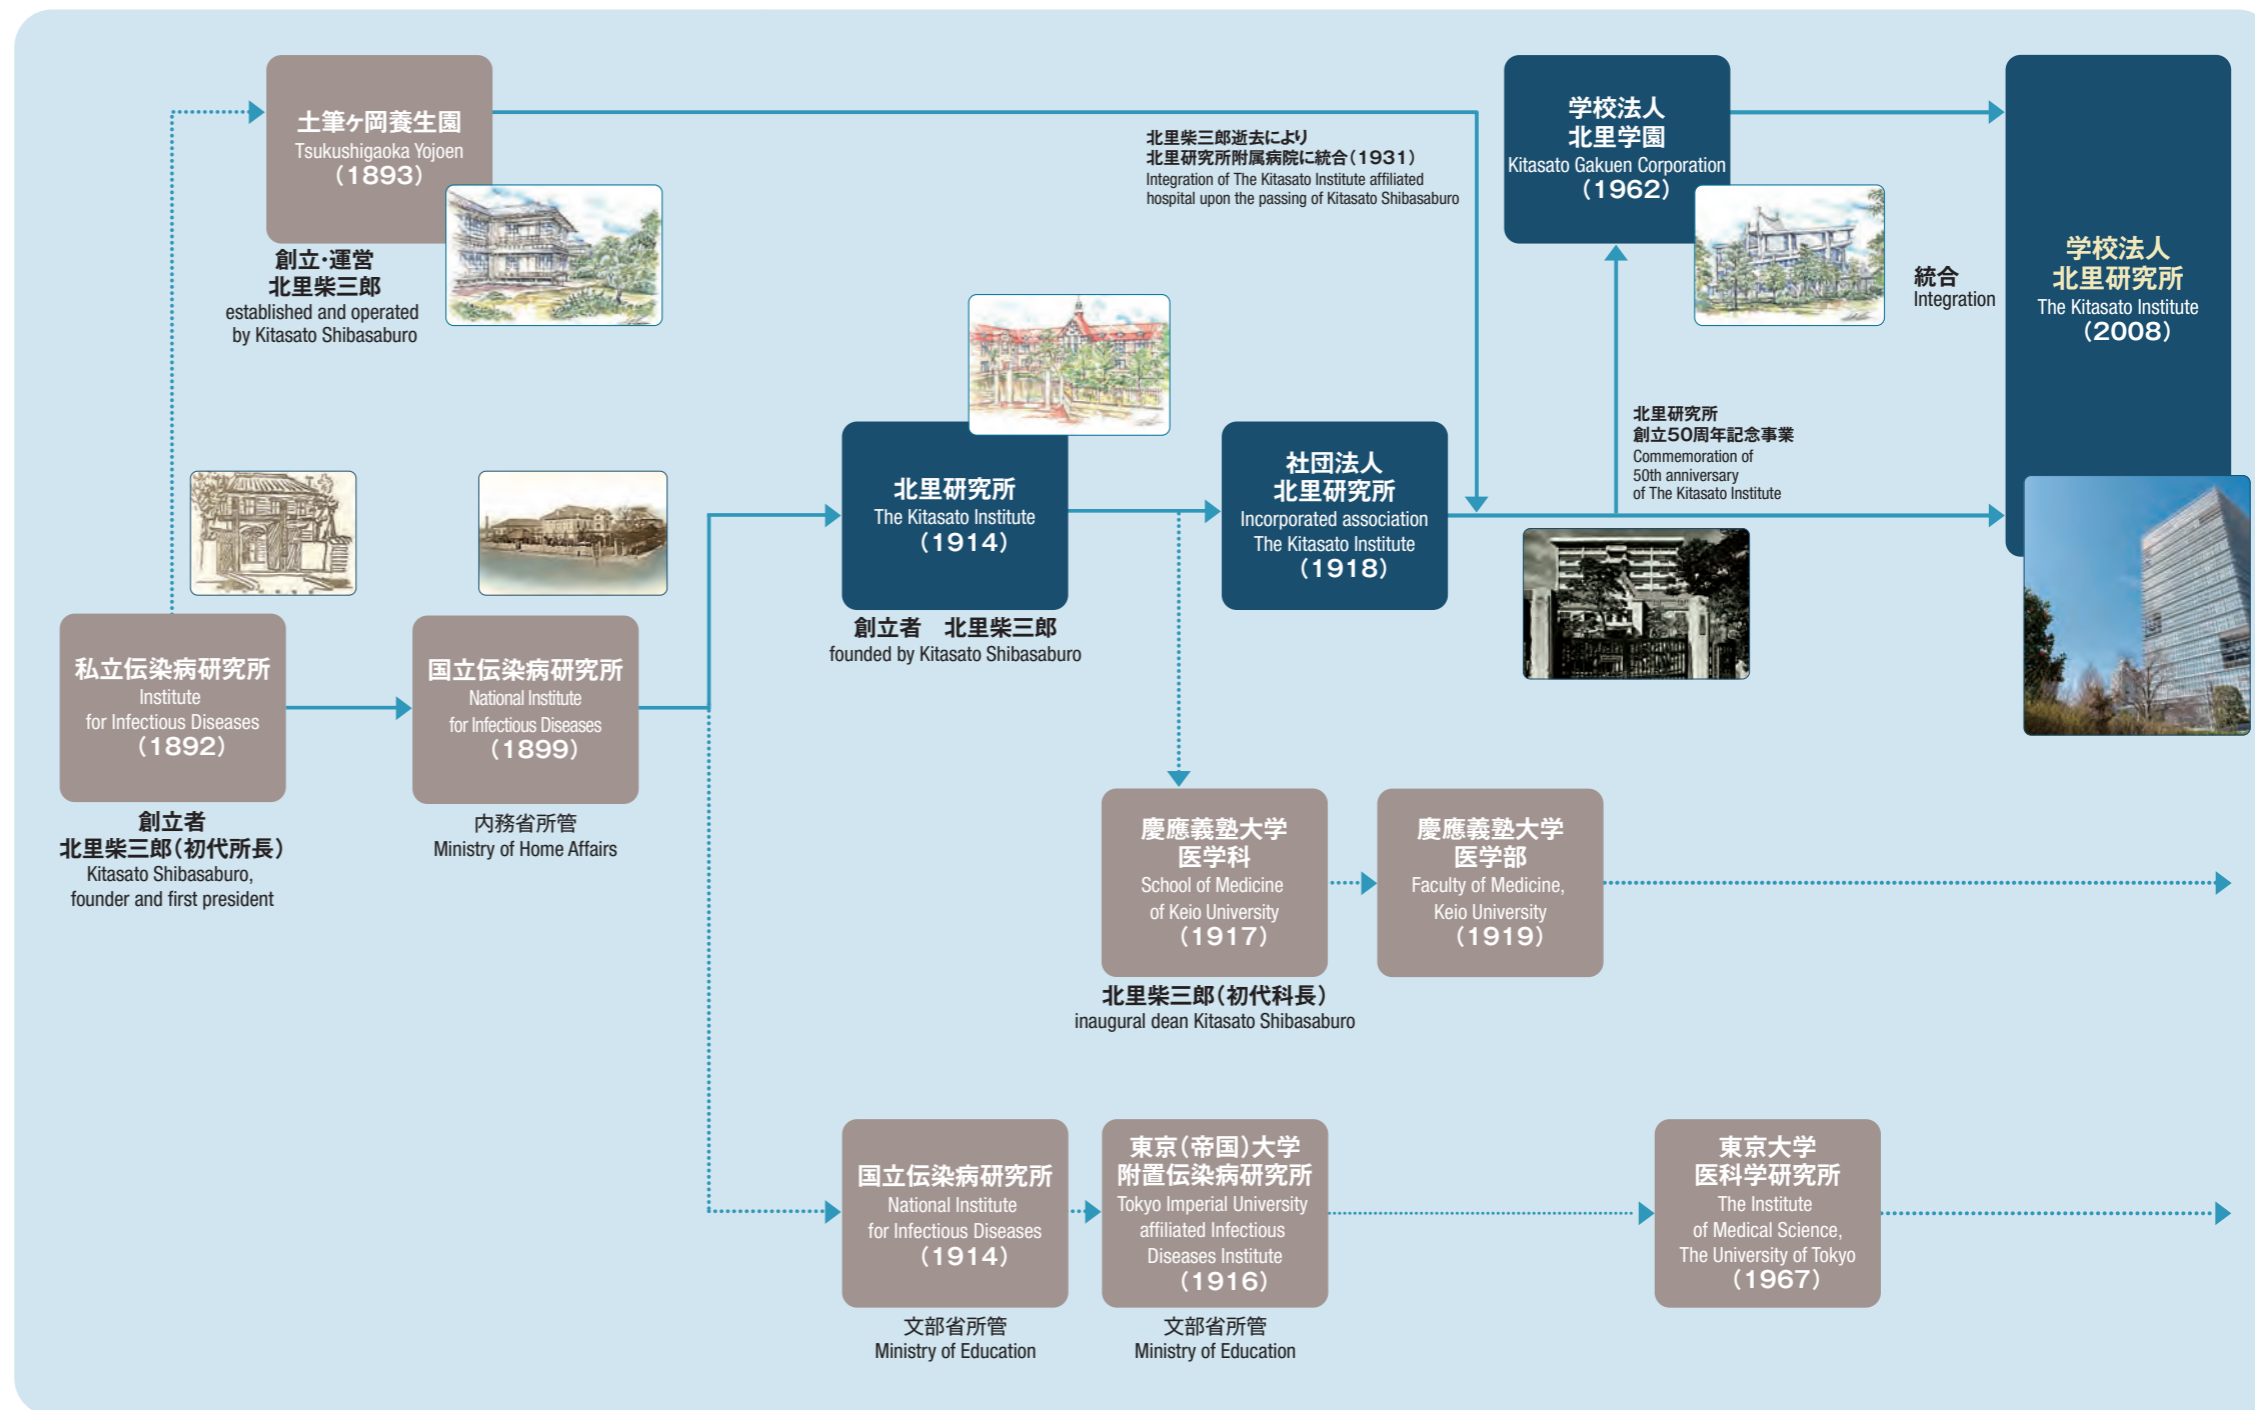 土筆ヶ岡養生園
Tsukushigaoka Yojoen
（1893）
創立・運営
北里柴三郎
established and operated
by Kitasato Shibasaburo
北里柴三郎逝去により
北里研究所附属病院に統合（1931）
Integration of The Kitasato Institute affiliated
hospital upon the passing of Kitasato Shibasaburo
学校法人
北里学園
Kitasato Gakuen Corporation
（1962）
統合
Integration
学校法人
北里研究所
The Kitasato Institute
（2008）
北里研究所
創立50周年記念事業
Commemoration of
50th anniversary
of The Kitasato Institute
北里研究所
The Kitasato Institute
（1914）
創立者　北里柴三郎
founded by Kitasato Shibasaburo
社団法人
北里研究所
Incorporated association
The Kitasato Institute
（1918）
私立伝染病研究所
Institute
for Infectious Diseases
（1892）
創立者
北里柴三郎（初代所長）
Kitasato Shibasaburo,
founder and first president
国立伝染病研究所
National Institute
for Infectious Diseases
（1899）
内務省所管
Ministry of Home Affairs
慶應義塾大学
医学科
School of Medicine
of Keio University
（1917）
北里柴三郎（初代科長）
inaugural dean Kitasato Shibasaburo
慶應義塾大学
医学部
Faculty of Medicine,
Keio University
（1919）
国立伝染病研究所
National Institute
for Infectious Diseases
（1914）
文部省所管
Ministry of Education
東京（帝国）大学
附置伝染病研究所
Tokyo Imperial University
affiliated Infectious
Diseases Institute
（1916）
文部省所管
Ministry of Education
東京大学
医科学研究所
The Institute
of Medical Science,
The University of Tokyo
（1967）